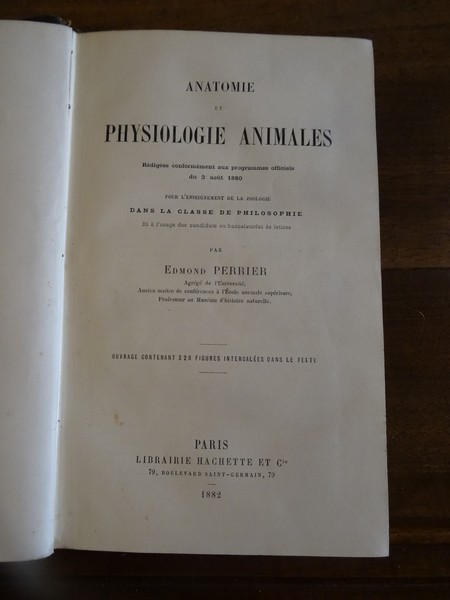 ANATOMIE
ET
PHYSIOLOGIE ANIMALES
Rédigées conformément aux programmes officiels
du 2 août 1880
POUR L'ENSEIGNEMENT DE LA ZOOLOGIE
DANS LA CLASSE DE PHILOSOPHIE
Et à l'usage des candidats au baccalauréat ès lettres
PAR
EDMOND PERRIER
Agrégé de l'Université,
Ancien maître de conférences à l'École normale supérieure,
Professeur au Muséum d'histoire naturelle.
OUVRAGE CONTENANT 328 FIGURES INTERCALÉES DANS LE TEXTE
PARIS
LIBRAIRIE HACHETTE ET Cie
79, BOULEVARD SAINT-GERMAIN, 79
1882